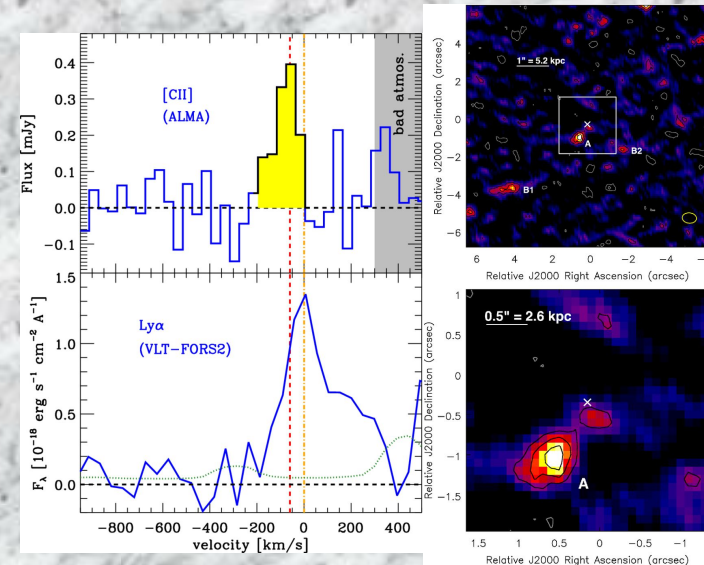 [CII]
(ALMA)
bad atmos.
Flux [mJy]
0.4
0.3
0.2
0.1
0.0
−0.1
Lyα
(VLT−FORS2)
F_λ [10⁻¹⁸ erg s⁻¹ cm⁻² A⁻¹]
1.5
1.0
0.5
0.0
−800 −600 −400 −200 0 200 400
velocity [km/s]
1" = 5.2 kpc
A
B2
B1
Relative J2000 Declination (arcsec)
4
2
0
−2
−4
−6
6 4 2 0 −2 −4 −6
Relative J2000 Right Ascension (arcsec)
0.5" = 2.6 kpc
A
Relative J2000 Declination (arcsec)
1
0.5
0
−0.5
−1
−1.5
1.5 1 0.5 0 −0.5 −1
Relative J2000 Right Ascension (arcsec)